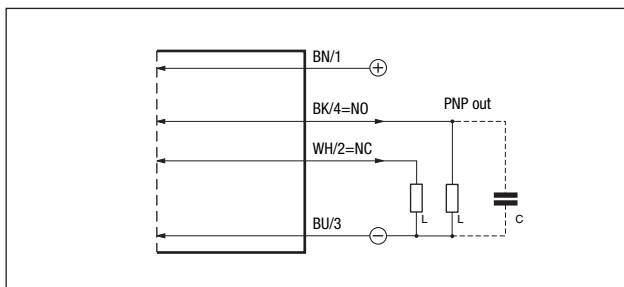 BN/1
BK/4=NO
PNP out
WH/2=NC
L
L
C
BU/3